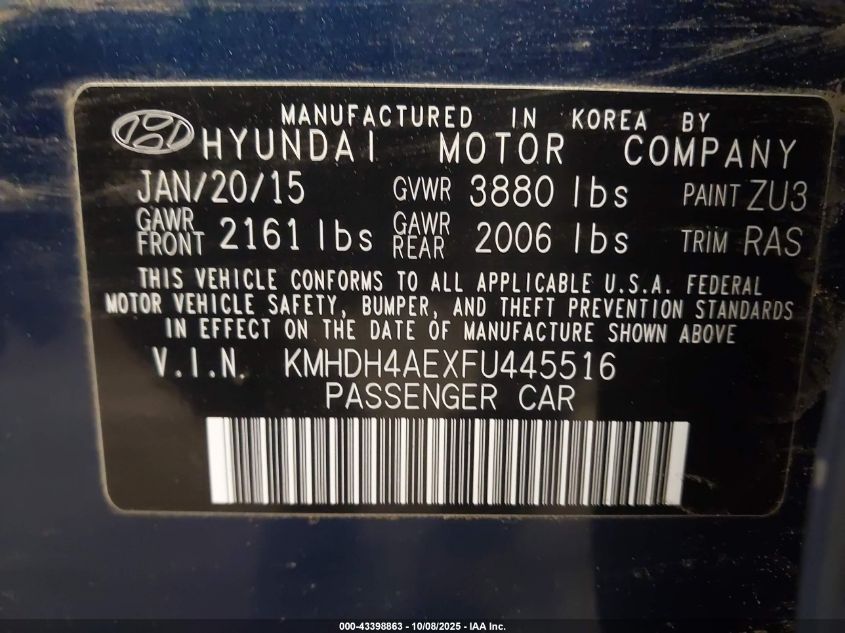 MANUFACTURED IN KOREA BY
HYUNDAI MOTOR COMPANY
JAN/20/15 GVWR 3880 lbs PAINT ZU3
GAWR FRONT 2161 lbs GAWR REAR 2006 lbs TRIM RAS
THIS VEHICLE CONFORMS TO ALL APPLICABLE U.S.A. FEDERAL
MOTOR VEHICLE SAFETY, BUMPER, AND THEFT PREVENTION STANDARDS
IN EFFECT ON THE DATE OF MANUFACTURE SHOWN ABOVE
V.I.N. KMHDH4AEXFU445516
PASSENGER CAR
000-43398863 - 10/08/2025 - IAA Inc.